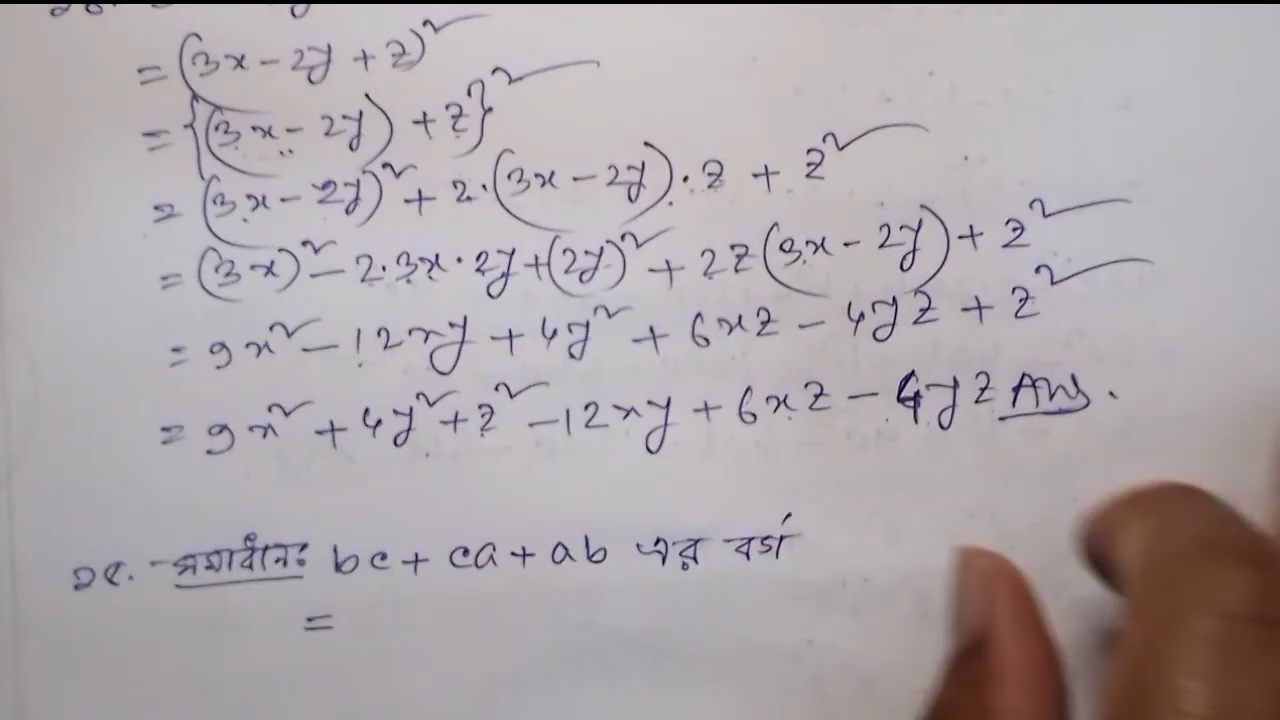 = (3x - 2y + z)²
= {(3x - 2y) + z}²
= (3x - 2y)² + 2.(3x - 2y).z + z²
= (3x)² - 2.3x.2y + (2y)² + 2z(3x - 2y) + z²
= 9x² - 12xy + 4y² + 6xz - 4yz + z²
= 9x² + 4y² + z² - 12xy + 6xz - 4yz Ans.
১৫. সমাধানঃ bc + ca + ab এর বর্গ
=